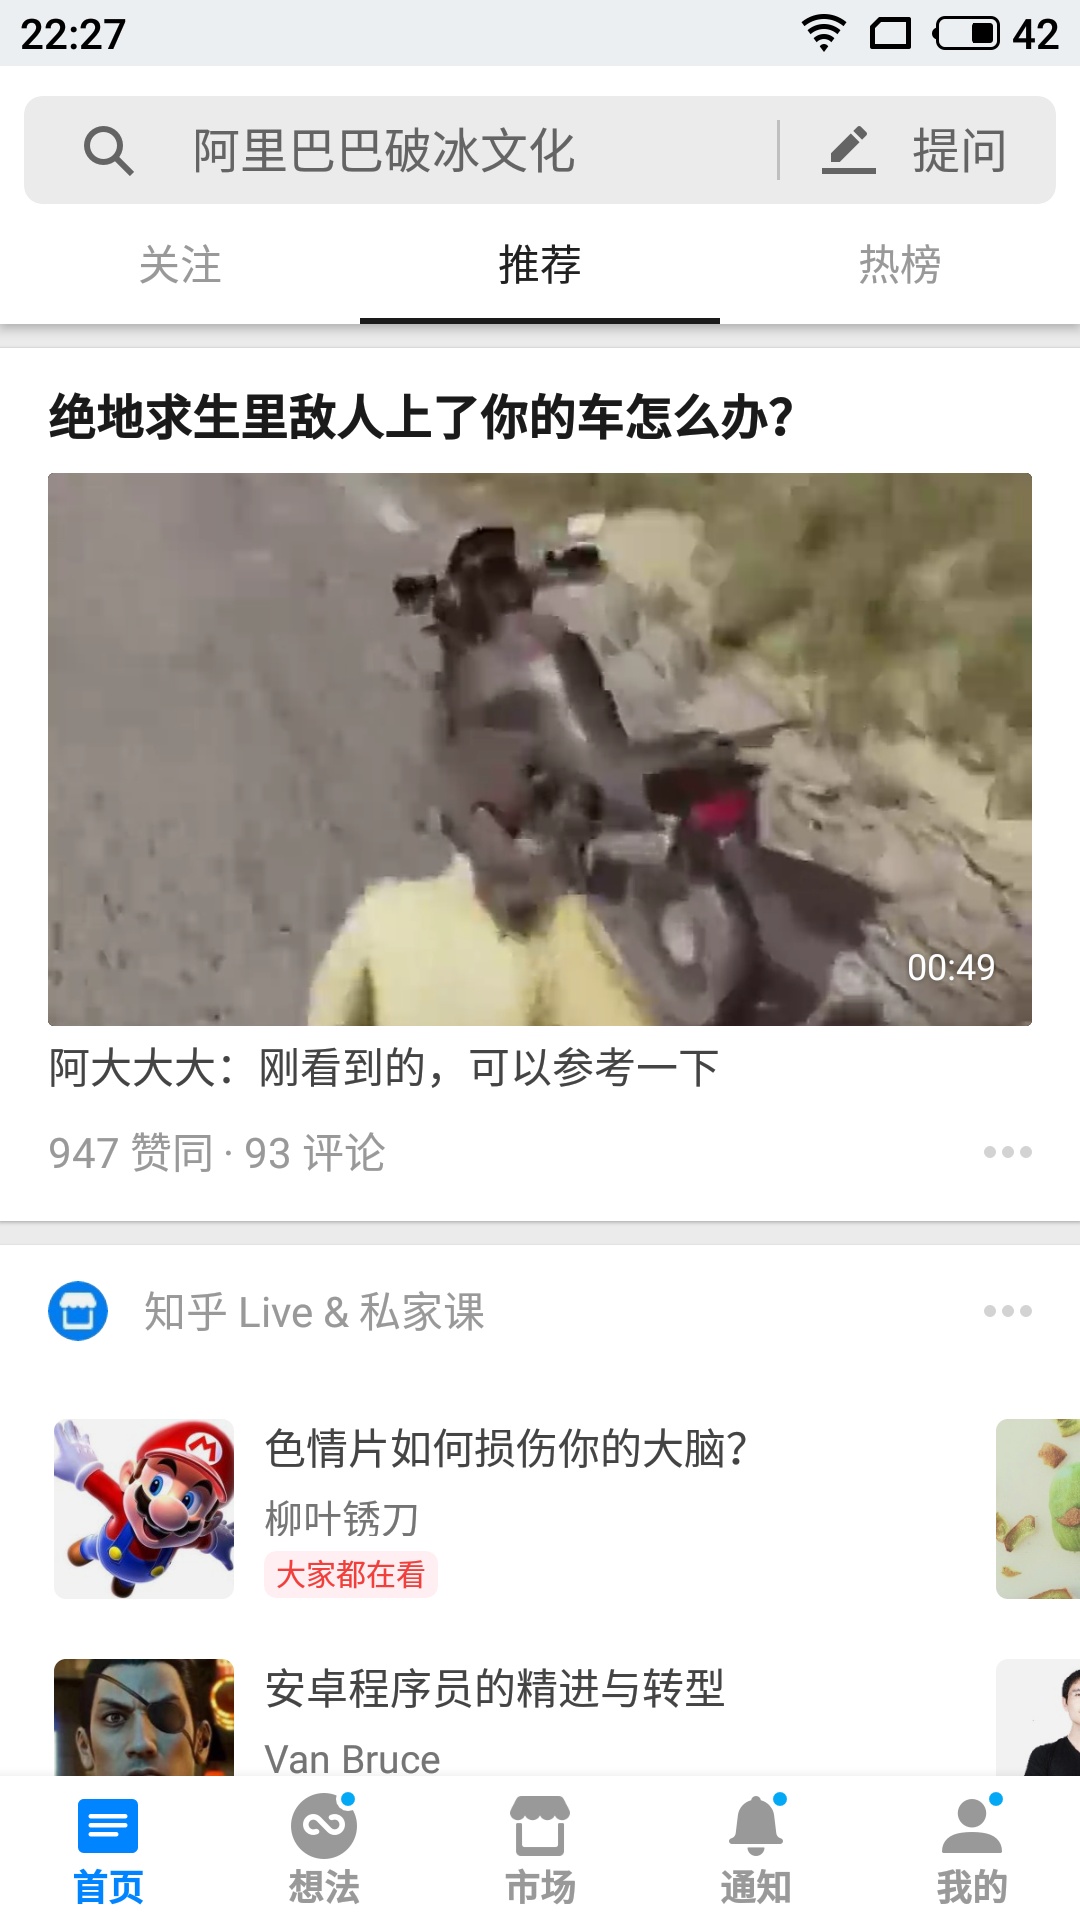 22:27 42
阿里巴巴破冰文化 提问
关注 推荐 热榜
绝地求生里敌人上了你的车怎么办?
00:49
阿大大大：刚看到的，可以参考一下
947 赞同 · 93 评论
知乎 Live & 私家课
色情片如何损伤你的大脑？
柳叶锈刀
大家都在看
安卓程序员的精进与转型
Van Bruce
首页 想法 市场 通知 我的